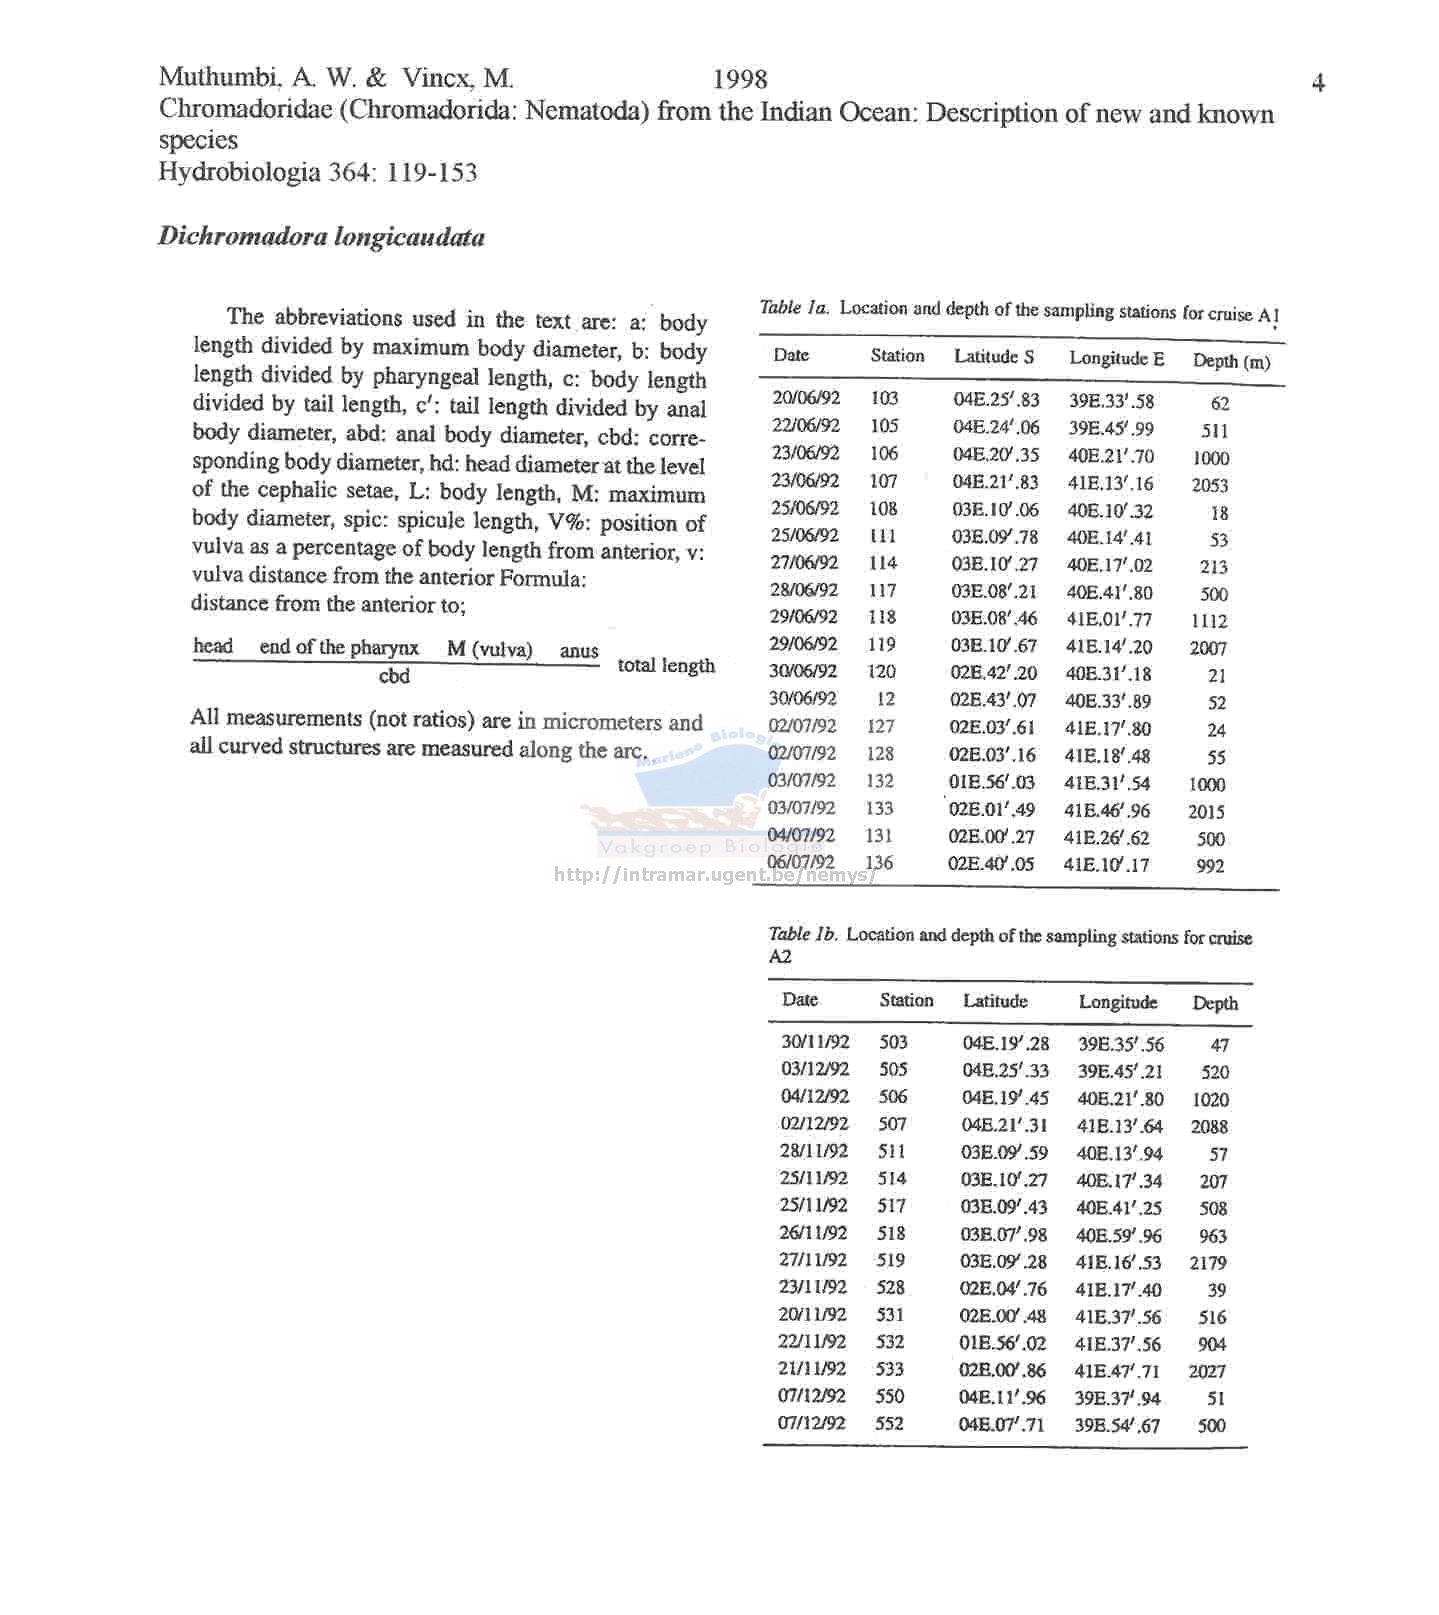 Muthumbi, A. W. & Vincx, M. 1998 4
Chromadoridae (Chromadorida: Nematoda) from the Indian Ocean: Description of new and known
species
Hydrobiologia 364: 119-153
Dichromadora longicaudata
The abbreviations used in the text are: a: body
length divided by maximum body diameter, b: body
length divided by pharyngeal length, c: body length
divided by tail length, c′: tail length divided by anal
body diameter, abd: anal body diameter, cbd: corre-
sponding body diameter, hd: head diameter at the level
of the cephalic setae, L: body length, M: maximum
body diameter, spic: spicule length, V%: position of
vulva as a percentage of body length from anterior, v:
vulva distance from the anterior Formula:
distance from the anterior to;
head end of the pharynx M (vulva) anus
cbd
total length
All measurements (not ratios) are in micrometers and
all curved structures are measured along the arc.
Table 1a. Location and depth of the sampling stations for cruise A1
Date Station Latitude S Longitude E Depth (m)
20/06/92 103 04E.25′.83 39E.33′.58 62
22/06/92 105 04E.24′.06 39E.45′.99 511
23/06/92 106 04E.20′.35 40E.21′.70 1000
23/06/92 107 04E.21′.83 41E.13′.16 2053
25/06/92 108 03E.10′.06 40E.10′.32 18
25/06/92 111 03E.09′.78 40E.14′.41 53
27/06/92 114 03E.10′.27 40E.17′.02 213
28/06/92 117 03E.08′.21 40E.41′.80 500
29/06/92 118 03E.08′.46 41E.01′.77 1112
29/06/92 119 03E.10′.67 41E.14′.20 2007
30/06/92 120 02E.42′.20 40E.31′.18 21
30/06/92 12 02E.43′.07 40E.33′.89 52
02/07/92 127 02E.03′.61 41E.17′.80 24
02/07/92 128 02E.03′.16 41E.18′.48 55
03/07/92 132 01E.56′.03 41E.31′.54 1000
03/07/92 133 02E.01′.49 41E.46′.96 2015
04/07/92 131 02E.00′.27 41E.26′.62 500
06/07/92 136 02E.40′.05 41E.10′.17 992
Mariene Biologie
Vakgroep Biologie
http://intramar.ugent.be/nemys/
Table 1b. Location and depth of the sampling stations for cruise
A2
Date Station Latitude Longitude Depth
30/11/92 503 04E.19′.28 39E.35′.56 47
03/12/92 505 04E.25′.33 39E.45′.21 520
04/12/92 506 04E.19′.45 40E.21′.80 1020
02/12/92 507 04E.21′.31 41E.13′.64 2088
28/11/92 511 03E.09′.59 40E.13′.94 57
25/11/92 514 03E.10′.27 40E.17′.34 207
25/11/92 517 03E.09′.43 40E.41′.25 508
26/11/92 518 03E.07′.98 40E.59′.96 963
27/11/92 519 03E.09′.28 41E.16′.53 2179
23/11/92 528 02E.04′.76 41E.17′.40 39
20/11/92 531 02E.00′.48 41E.37′.56 516
22/11/92 532 01E.56′.02 41E.37′.56 904
21/11/92 533 02E.00′.86 41E.47′.71 2027
07/12/92 550 04E.11′.96 39E.37′.94 51
07/12/92 552 04E.07′.71 39E.54′.67 500